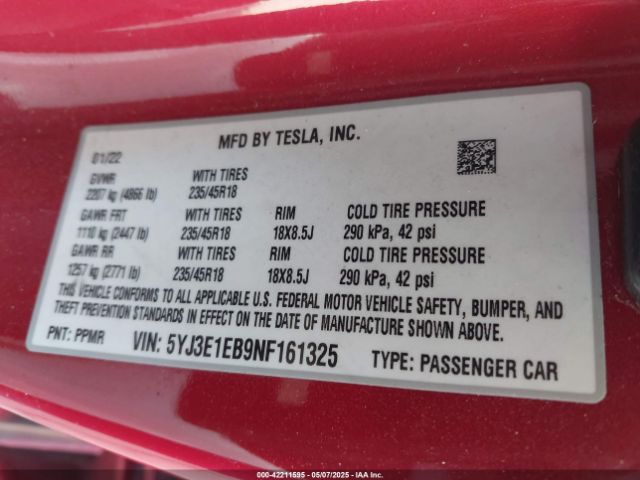 MFD BY TESLA, INC.
01/22
GVWR WITH TIRES
2207 kg (4866 lb) 235/45R18
GAWR FRT WITH TIRES RIM COLD TIRE PRESSURE
1110 kg (2447 lb) 235/45R18 18X8.5J 290 kPa, 42 psi
GAWR RR WITH TIRES RIM COLD TIRE PRESSURE
1257 kg (2771 lb) 235/45R18 18X8.5J 290 kPa, 42 psi
THIS VEHICLE CONFORMS TO ALL APPLICABLE U.S. FEDERAL MOTOR VEHICLE SAFETY, BUMPER, AND
THEFT PREVENTION STANDARDS IN EFFECT ON THE DATE OF MANUFACTURE SHOWN ABOVE.
PNT: PPMR VIN: 5YJ3E1EB9NF161325 TYPE: PASSENGER CAR
000-42211595 - 05/07/2025 - IAAI, Inc.